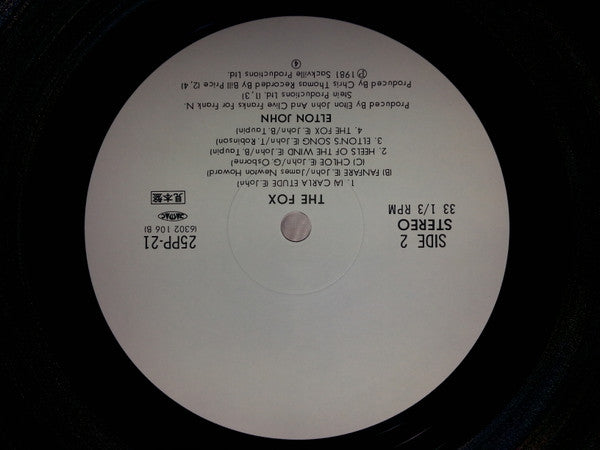 THE FOX
SIDE 2
STEREO
33 1/3 RPM
25PP-21
(6302 106 B)
JASRAC
見本盤
1. (A) CARLA ETUDE (E. John)
(B) FANFARE (E. John/James Newton Howard)
(C) CHLOE (E. John/G. Osborne)
2. HEELS OF THE WIND (E. John/B. Taupin)
3. ELTON'S SONG (E. John/T. Robinson)
4. THE FOX (E. John/B. Taupin)
ELTON JOHN
Produced By Elton John And Clive Franks For Frank N.
Stein Productions Ltd. (1, 3)
Produced By Chris Thomas Recorded By Bill Price (2, 4)
Ⓟ 1981 Sackville Productions Ltd.
④